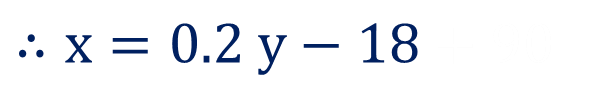 ∴ x = 0.2 y − 18